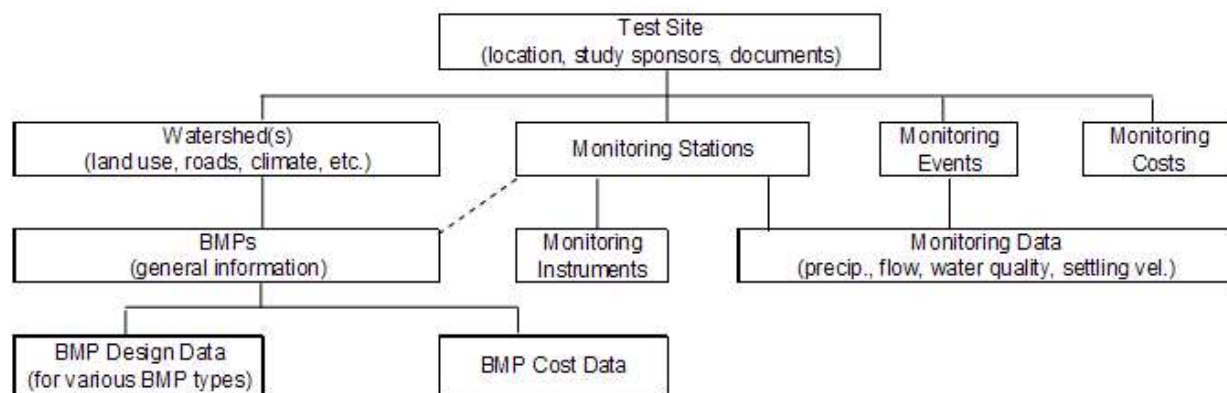 Test Site
(location, study sponsors, documents)
Watershed(s)
(land use, roads, climate, etc.)
Monitoring Stations
Monitoring
Events
Monitoring
Costs
BMPs
(general information)
Monitoring
Instruments
Monitoring Data
(precip., flow, water quality, settling vel.)
BMP Design Data
(for various BMP types)
BMP Cost Data